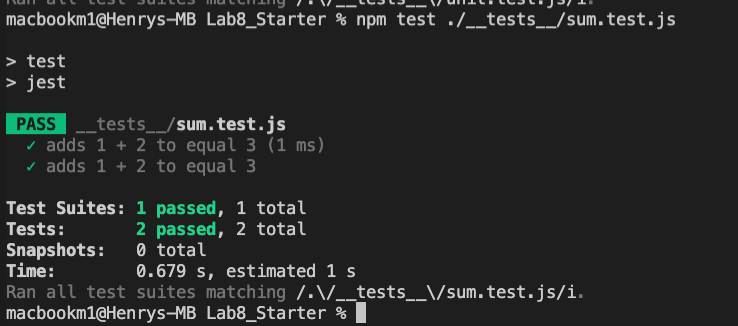 Ran all test suites matching /.\/__tests__\/unit.test.js/i.
macbookm1@Henrys-MB Lab8_Starter % npm test ./__tests__/sum.test.js
> test
> jest
PASS __tests__/sum.test.js
✓ adds 1 + 2 to equal 3 (1 ms)
✓ adds 1 + 2 to equal 3
Test Suites: 1 passed, 1 total
Tests: 2 passed, 2 total
Snapshots: 0 total
Time: 0.679 s, estimated 1 s
Ran all test suites matching /.\/__tests__\/sum.test.js/i.
macbookm1@Henrys-MB Lab8_Starter %